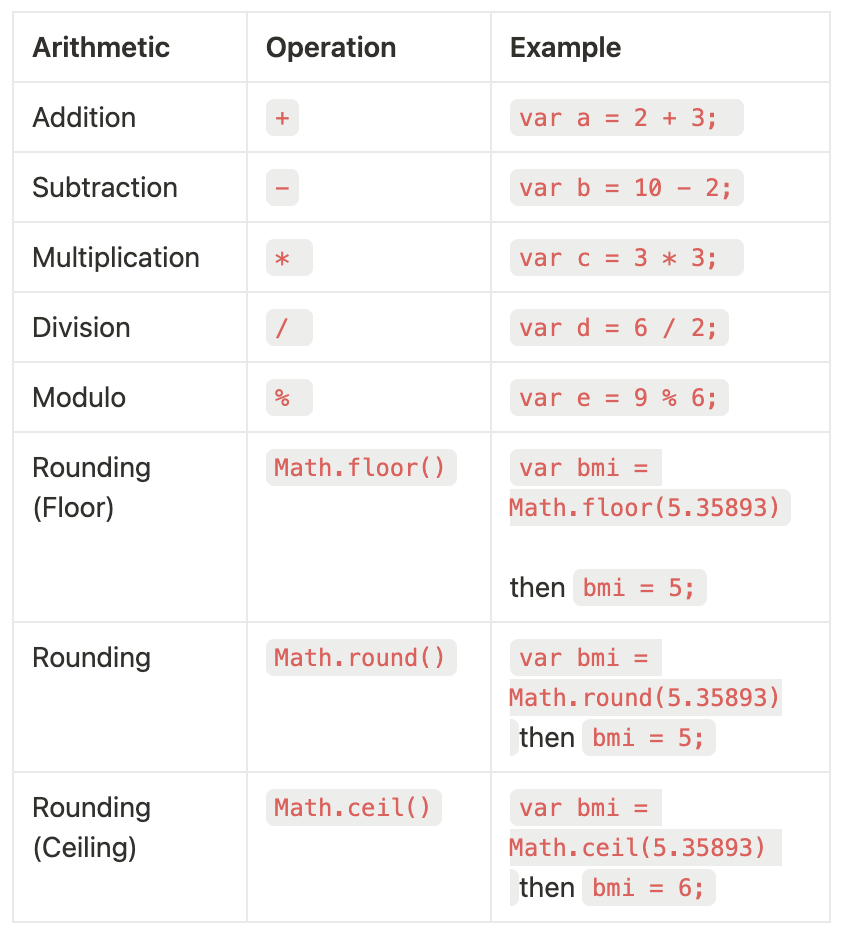 Arithmetic Operation Example
Addition + var a = 2 + 3;
Subtraction - var b = 10 - 2;
Multiplication * var c = 3 * 3;
Division / var d = 6 / 2;
Modulo % var e = 9 % 6;
Rounding Math.floor() var bmi =
(Floor) Math.floor(5.35893)
then bmi = 5;
Rounding Math.round() var bmi =
Math.round(5.35893)
then bmi = 5;
Rounding Math.ceil() var bmi =
(Ceiling) Math.ceil(5.35893)
then bmi = 6;